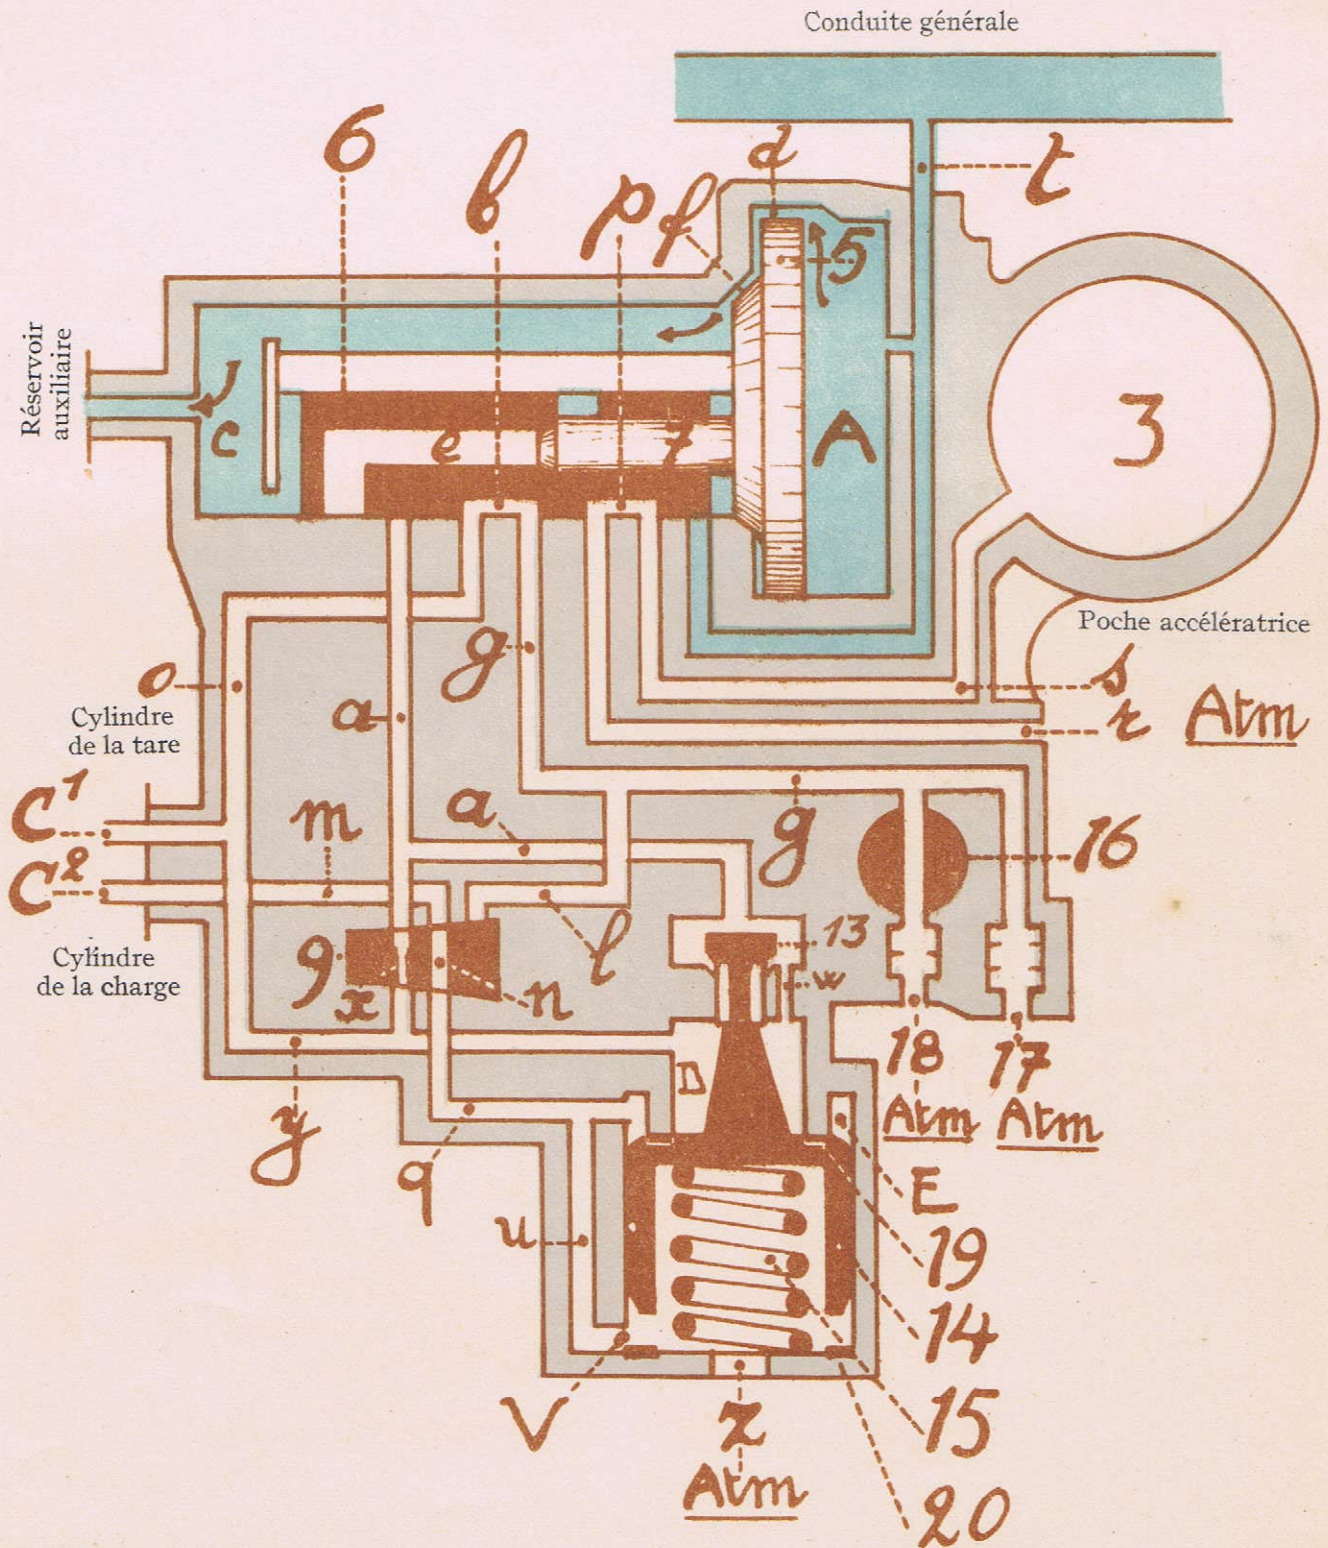 Conduite générale
6
b
p
f
d
t
5
Réservoir
auxiliaire
c
e
7
A
3
Poche accélératrice
g
s
o
a
r
Atm
Cylindre
de la tare
C1
m
a
g
16
C2
l
13
w
Cylindre
de la charge
9
x
n
18
17
D
Atm
Atm
y
q
E
u
19
14
V
z
15
Atm
20